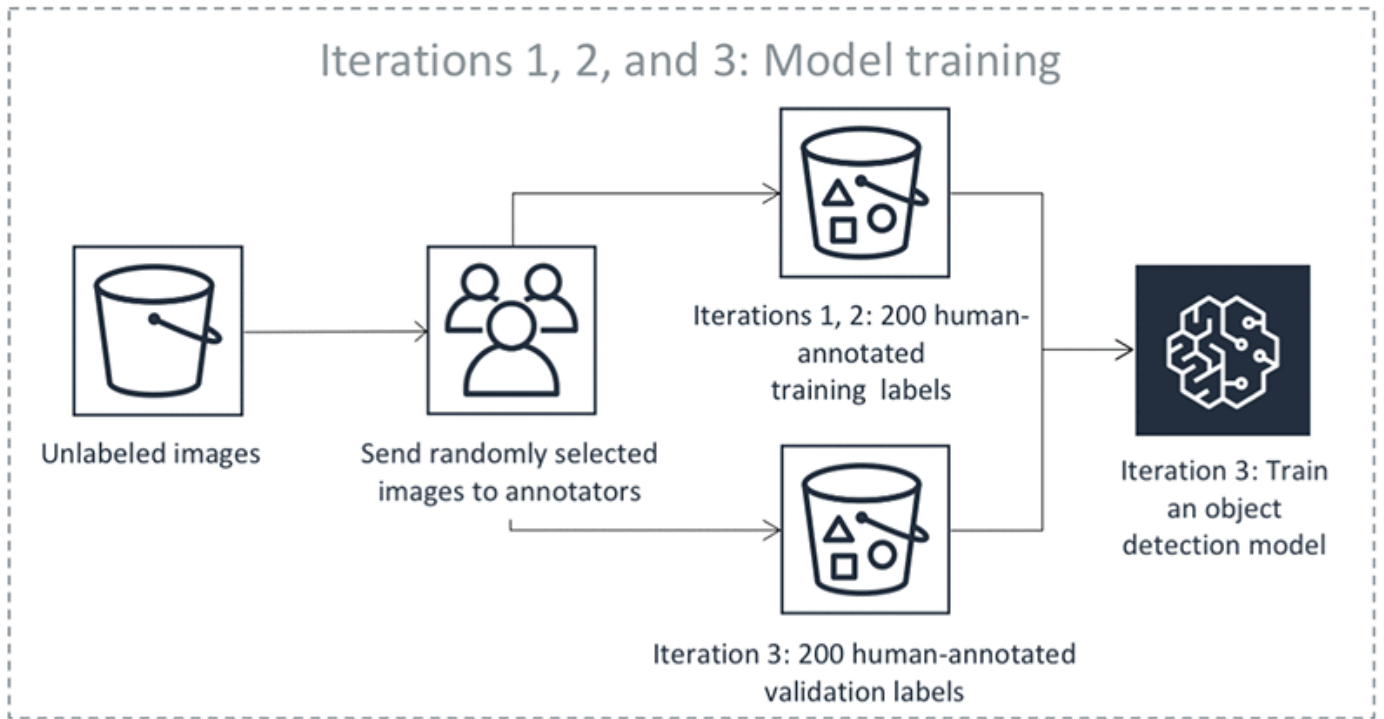 Iterations 1, 2, and 3: Model training
Unlabeled images
Send randomly selected
images to annotators
Iterations 1, 2: 200 human-
annotated
training labels
Iteration 3: 200 human-annotated
validation labels
Iteration 3: Train
an object
detection model